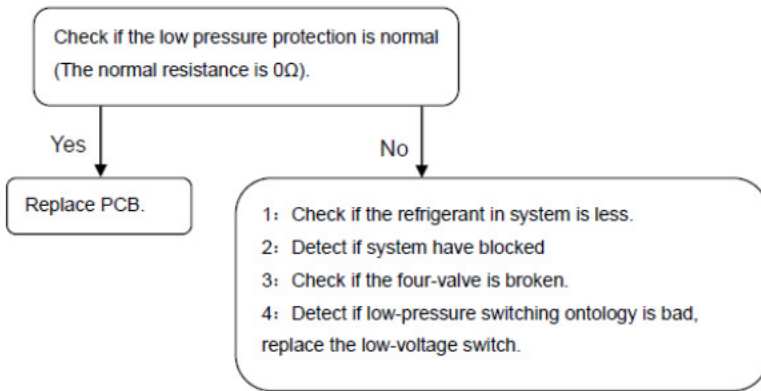 Check if the low pressure protection is normal
(The normal resistance is 0Ω).
Yes
No
Replace PCB.
1: Check if the refrigerant in system is less.
2: Detect if system have blocked
3: Check if the four-valve is broken.
4: Detect if low-pressure switching ontology is bad,
replace the low-voltage switch.